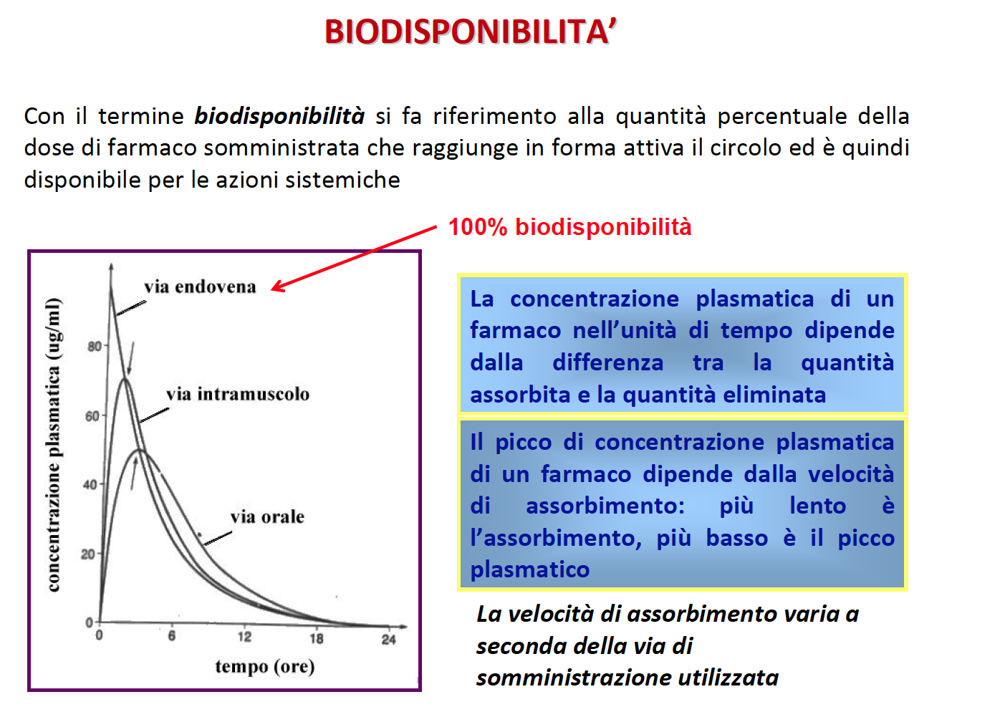 BIODISPONIBILITA’
Con il termine biodisponibilità si fa riferimento alla quantità percentuale della
dose di farmaco somministrata che raggiunge in forma attiva il circolo ed è quindi
disponibile per le azioni sistemiche
100% biodisponibilità
via endovena
via intramuscolo
via orale
concentrazione plasmatica (ug/ml)
80
60
40
20
0
0
6
12
18
24
tempo (ore)
La concentrazione plasmatica di un
farmaco nell’unità di tempo dipende
dalla differenza tra la quantità
assorbita e la quantità eliminata
Il picco di concentrazione plasmatica
di un farmaco dipende dalla velocità
di assorbimento: più lento è
l’assorbimento, più basso è il picco
plasmatico
La velocità di assorbimento varia a
seconda della via di
somministrazione utilizzata